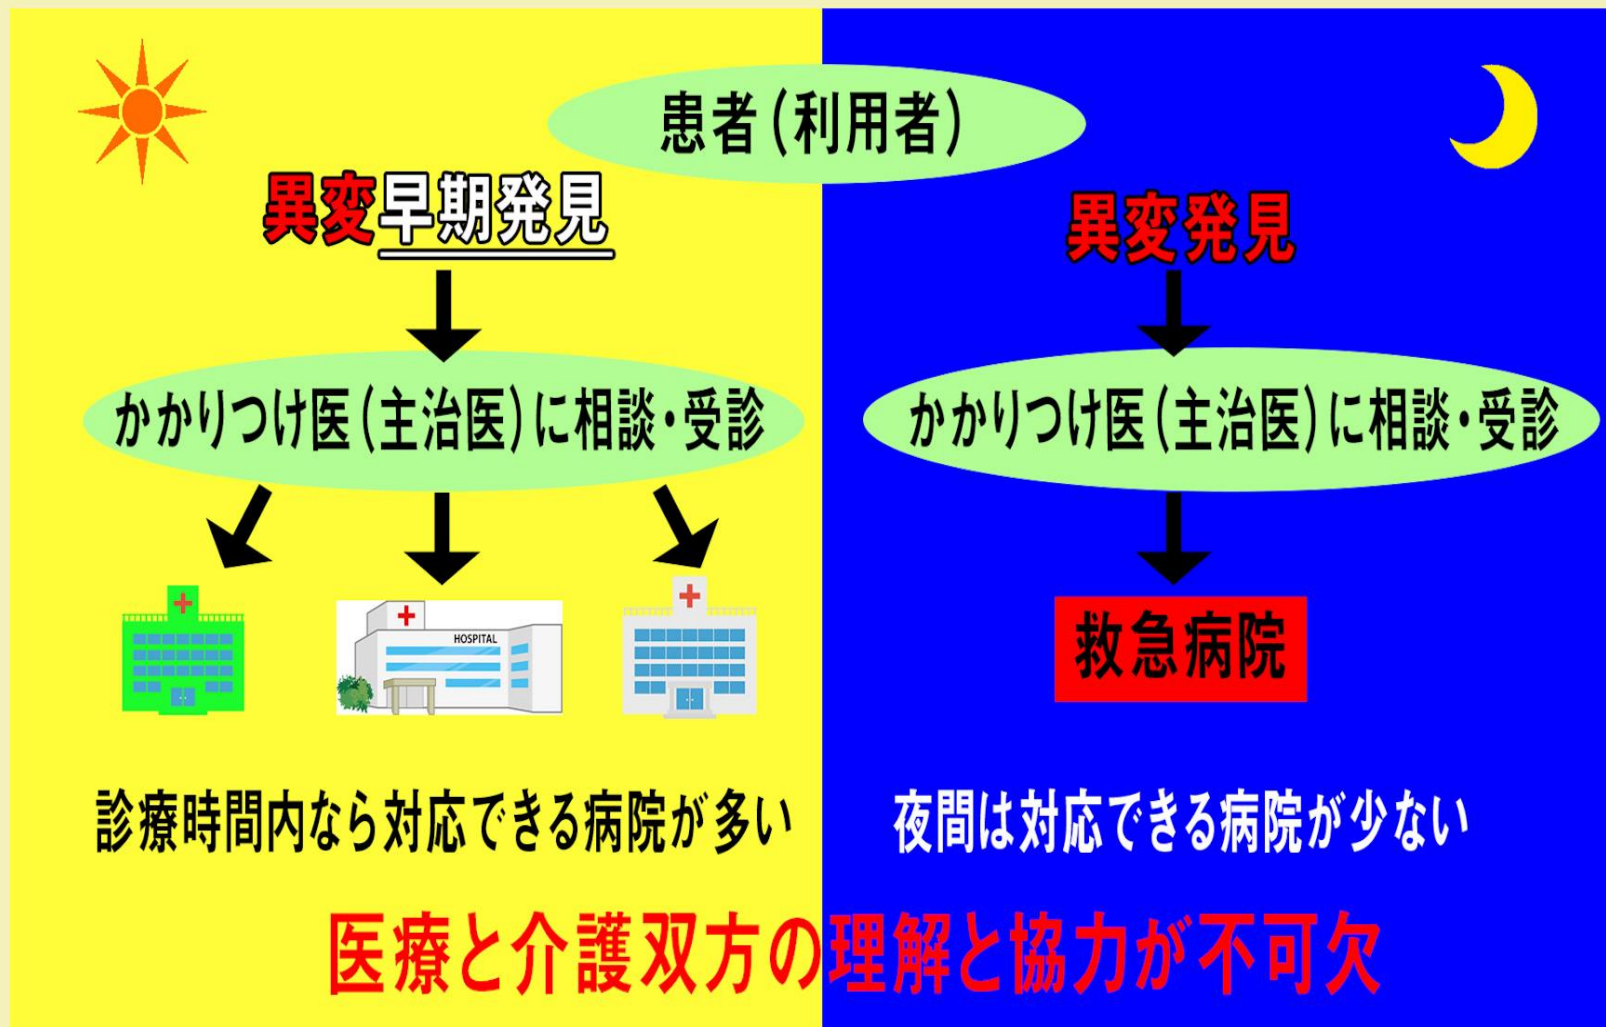 患者（利用者）
異変早期発見
かかりつけ医（主治医）に相談・受診
HOSPITAL
診療時間内なら対応できる病院が多い
異変発見
かかりつけ医（主治医）に相談・受診
救急病院
夜間は対応できる病院が少ない
医療と介護双方の理解と協力が不可欠